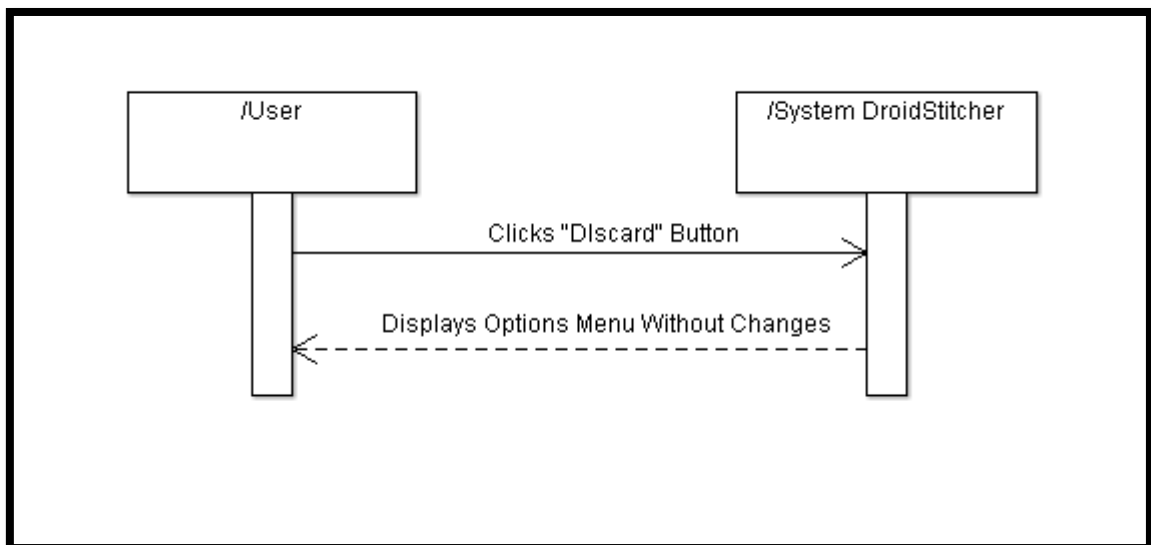 /User
/System DroidStitcher
Clicks "DIscard" Button
Displays Options Menu Without Changes